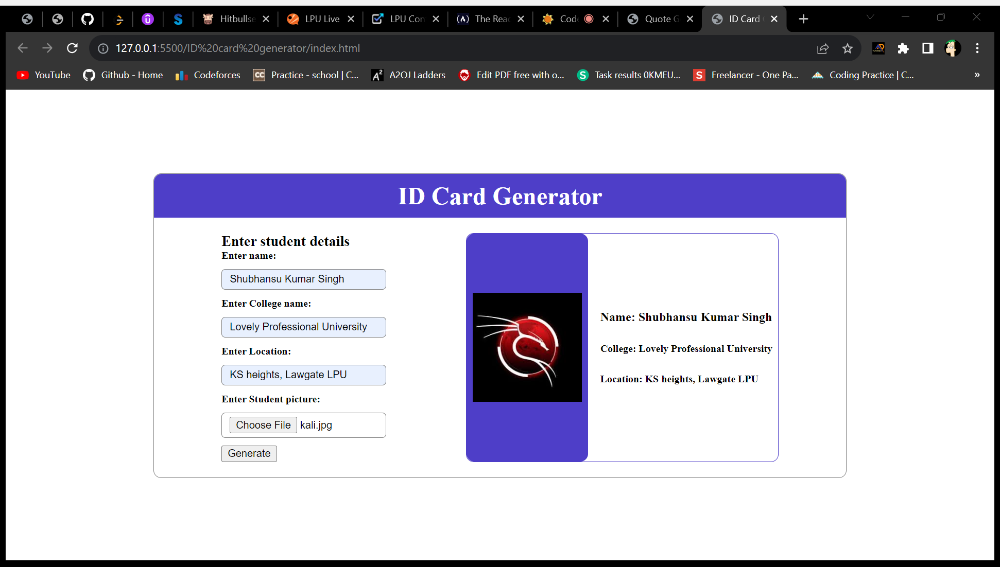 Hitbullse
LPU Live
LPU Con
The Reac
Code
Quote G
ID Card
127.0.0.1:5500/ID%20card%20generator/index.html
YouTube
Github - Home
Codeforces
CC
Practice - school | C...
A2
A2OJ Ladders
Edit PDF free with o...
S
Task results 0KMEU...
S
Freelancer - One Pa...
Coding Practice | C...
»
ID Card Generator
Enter student details
Enter name:
Shubhansu Kumar Singh
Enter College name:
Lovely Professional University
Enter Location:
KS heights, Lawgate LPU
Enter Student picture:
Choose File kali.jpg
Generate
Name: Shubhansu Kumar Singh
College: Lovely Professional University
Location: KS heights, Lawgate LPU